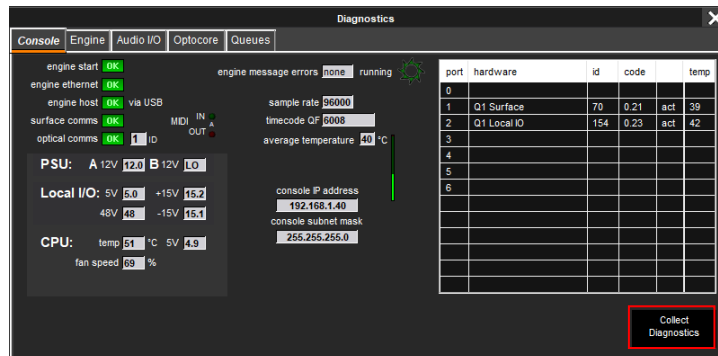 Diagnostics
Console Engine Audio I/O Optocore Queues
engine start OK
engine ethernet OK
engine host OK via USB
surface comms OK MIDI IN A
optical comms OK 1 ID OUT
engine message errors none running
sample rate 96000
timecode QF 6008
average temperature 40 °C
PSU: A 12V 12.0 B 12V LO
Local I/O: 5V 5.0 +15V 15.2
48V 48 -15V 15.1
CPU: temp 51 °C 5V 4.9
fan speed 69 %
console IP address
192.168.1.40
console subnet mask
255.255.255.0
port hardware id code temp
0
1 Q1 Surface 70 0.21 act 39
2 Q1 Local IO 154 0.23 act 42
3
4
5
6
Collect
Diagnostics